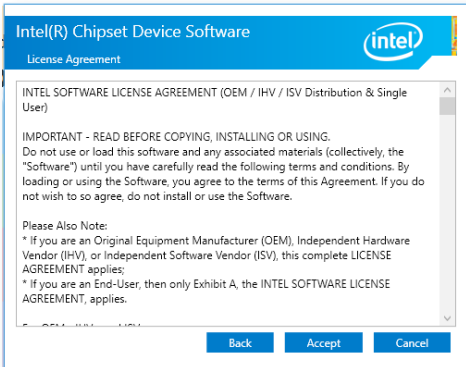 Intel(R) Chipset Device Software
intel
License Agreement
INTEL SOFTWARE LICENSE AGREEMENT (OEM / IHV / ISV Distribution & Single
User)
IMPORTANT - READ BEFORE COPYING, INSTALLING OR USING.
Do not use or load this software and any associated materials (collectively, the
"Software") until you have carefully read the following terms and conditions. By
loading or using the Software, you agree to the terms of this Agreement. If you do
not wish to so agree, do not install or use the Software.
Please Also Note:
* If you are an Original Equipment Manufacturer (OEM), Independent Hardware
Vendor (IHV), or Independent Software Vendor (ISV), this complete LICENSE
AGREEMENT applies;
* If you are an End-User, then only Exhibit A, the INTEL SOFTWARE LICENSE
AGREEMENT, applies.
Back
Accept
Cancel